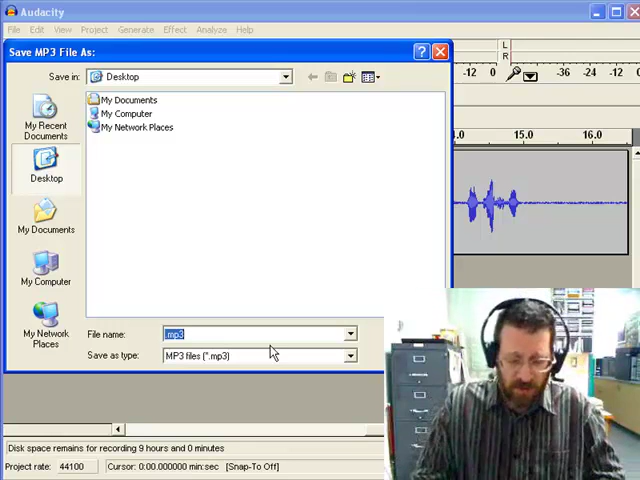 Audacity
File Edit View Project Generate Effect Analyze Help
Save MP3 File As:
Save in: Desktop
L
R
-12 0 -36 -24 -12 0
My Recent
Documents
Desktop
My Documents
My Computer
My Network
Places
My Documents
My Computer
My Network Places
4.0 15.0 16.0
File name: .mp3
Save as type: MP3 files (*.mp3)
Disk space remains for recording 9 hours and 0 minutes
Project rate: 44100 Cursor: 0:00.000000 min:sec [Snap-To Off]